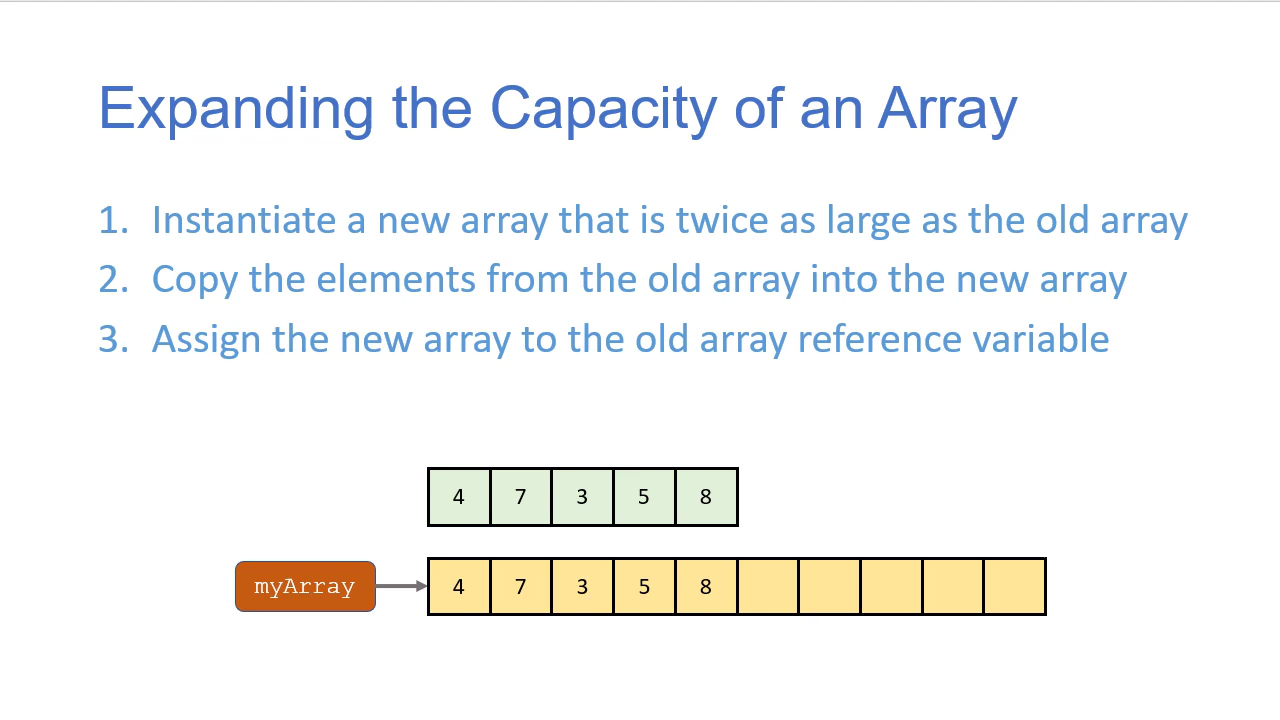 Expanding the Capacity of an Array
1. Instantiate a new array that is twice as large as the old array
2. Copy the elements from the old array into the new array
3. Assign the new array to the old array reference variable
4 7 3 5 8
myArray 4 7 3 5 8